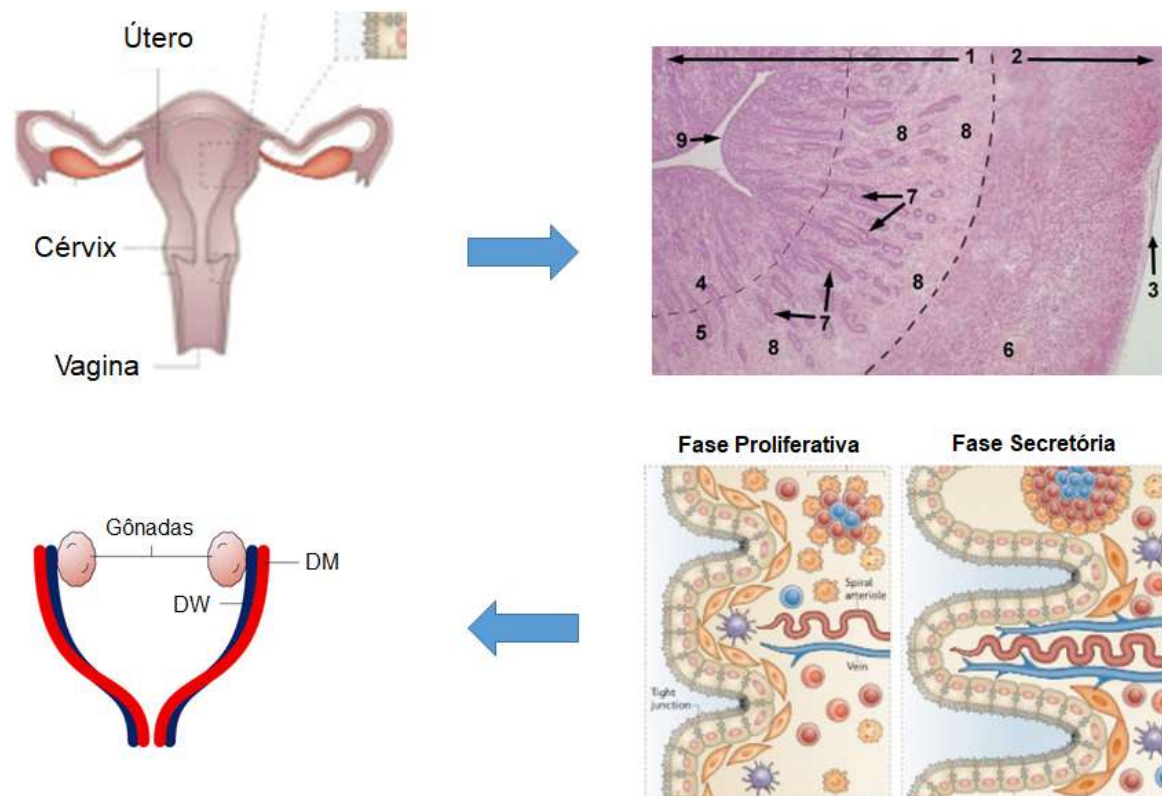 Útero
Cérvix
Vagina
1 2
9
8 8
7
4
8
3
5
7
8
6
Fase Proliferativa
Fase Secretória
Gônadas
DM
DW
Spiral
arteriole
Vein
Tight
junction